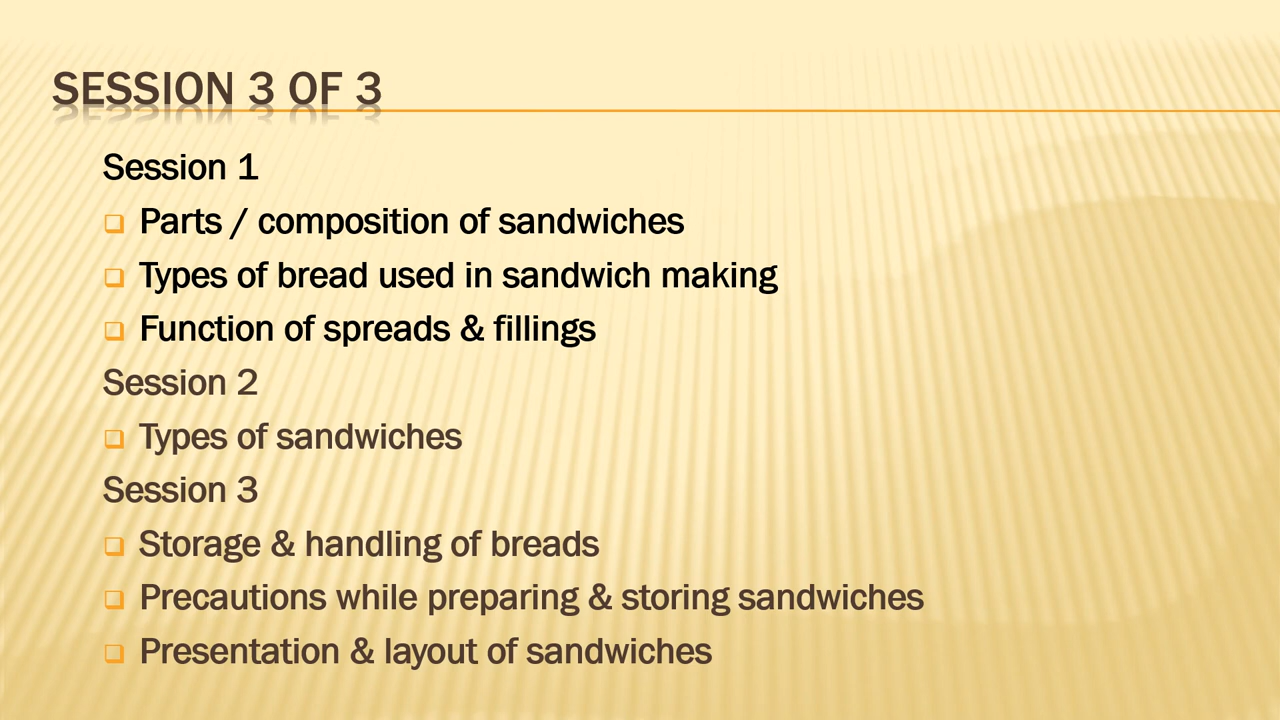 SESSION 3 OF 3
Session 1
Parts / composition of sandwiches
Types of bread used in sandwich making
Function of spreads & fillings
Session 2
Types of sandwiches
Session 3
Storage & handling of breads
Precautions while preparing & storing sandwiches
Presentation & layout of sandwiches